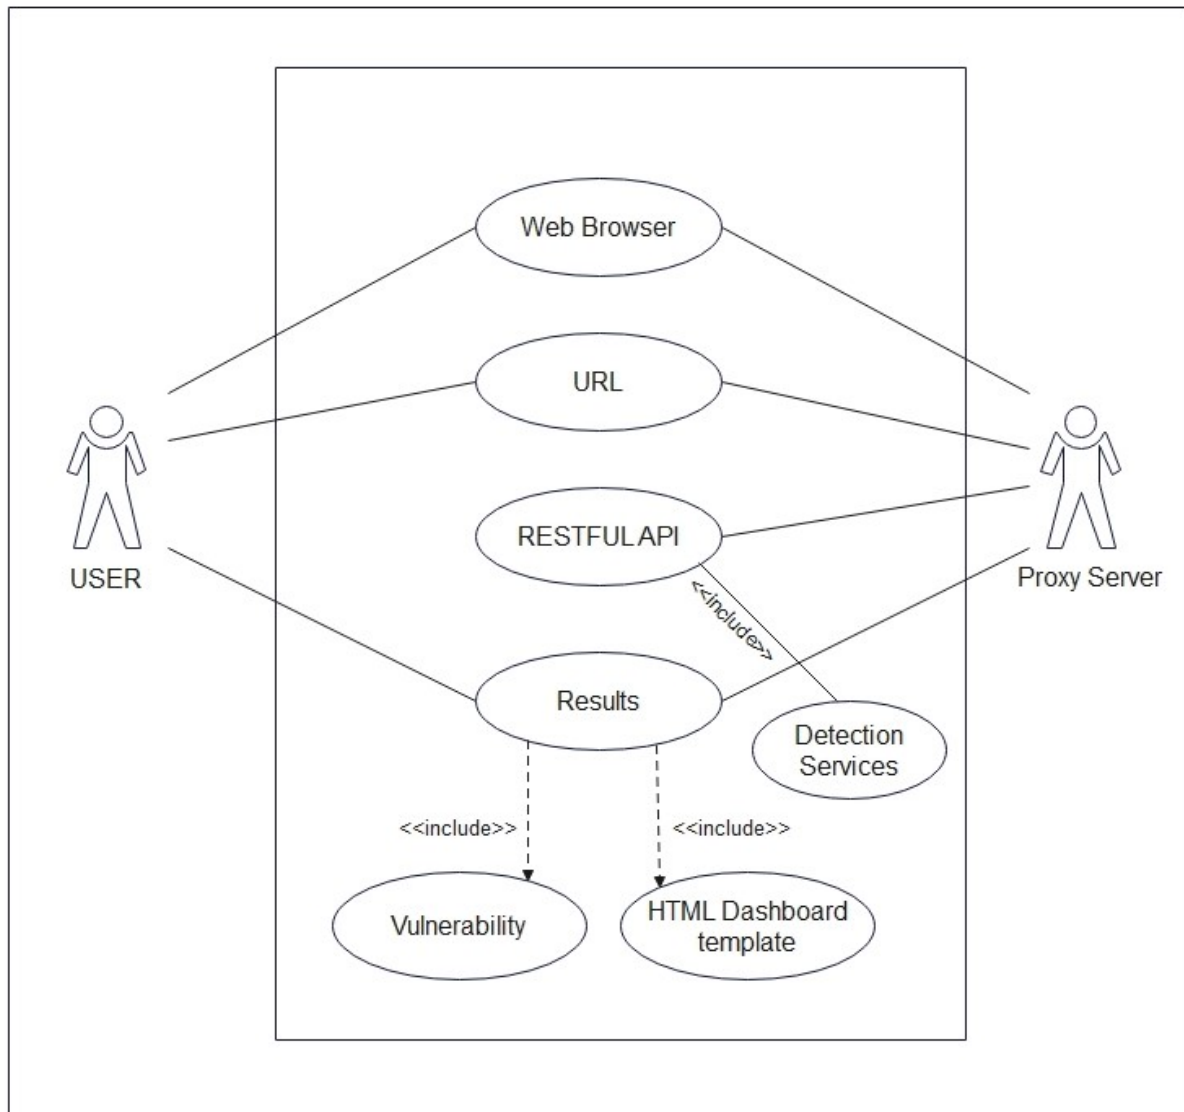 Web Browser
URL
RESTFUL API
<<include>>
USER
Proxy Server
Results
Detection
Services
<<include>>
<<include>>
Vulnerability
HTML Dashboard
template